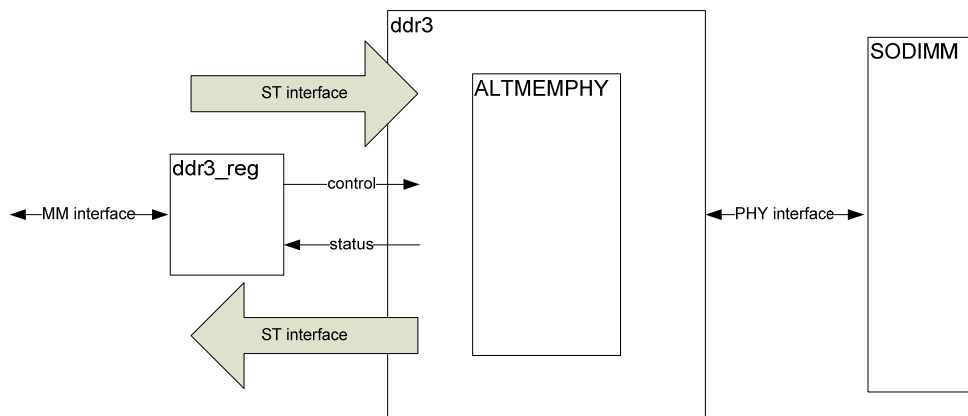 ddr3
SODIMM
ST interface
ALTMEMPHY
ddr3_reg
control
MM interface
PHY interface
status
ST interface